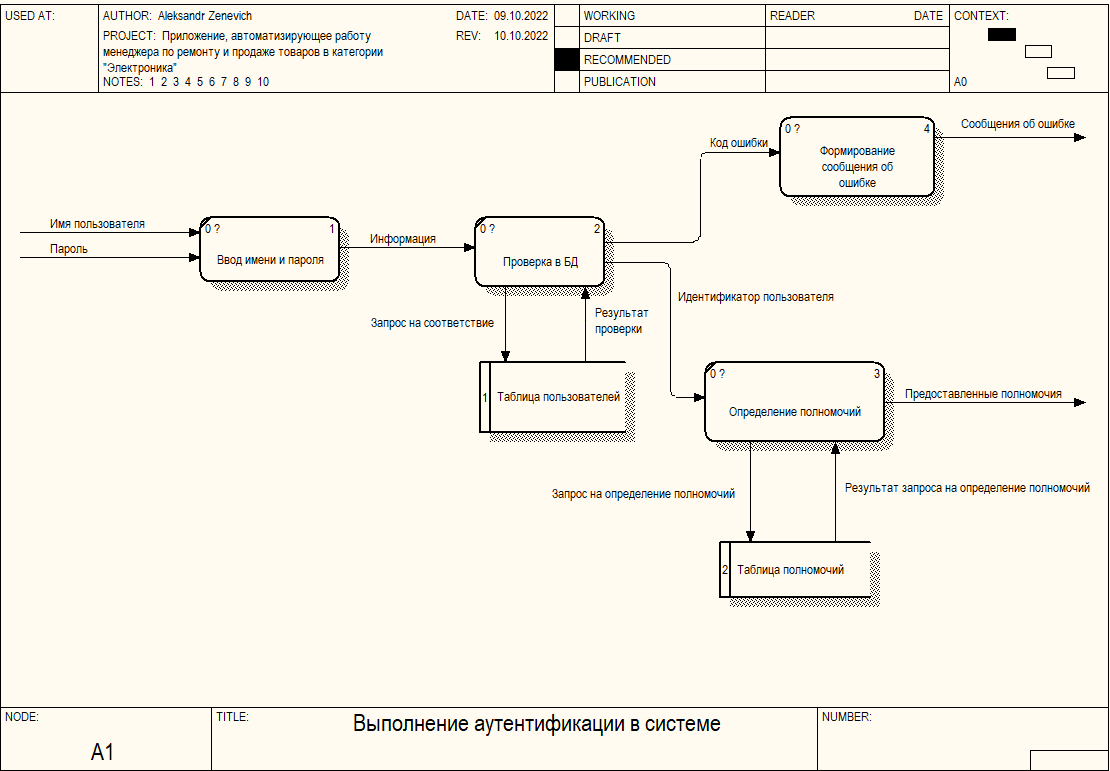 USED AT:
AUTHOR: Aleksandr Zenevich
DATE: 09.10.2022
PROJECT: Приложение, автоматизирующее работу
менеджера по ремонту и продаже товаров в категории
"Электроника"
REV: 10.10.2022
NOTES: 1 2 3 4 5 6 7 8 9 10
WORKING
DRAFT
RECOMMENDED
PUBLICATION
READER DATE
CONTEXT:
A0
0 ? 4
Формирование
сообщения об
ошибке
Сообщения об ошибке
Код ошибки
Имя пользователя
Пароль
0 ? 1
Ввод имени и пароля
Информация
0 ? 2
Проверка в БД
Идентификатор пользователя
Запрос на соответствие
Результат
проверки
1 Таблица пользователей
0 ? 3
Определение полномочий
Предоставленные полномочия
Запрос на определение полномочий
Результат запроса на определение полномочий
2 Таблица полномочий
NODE:
A1
TITLE:
Выполнение аутентификации в системе
NUMBER: